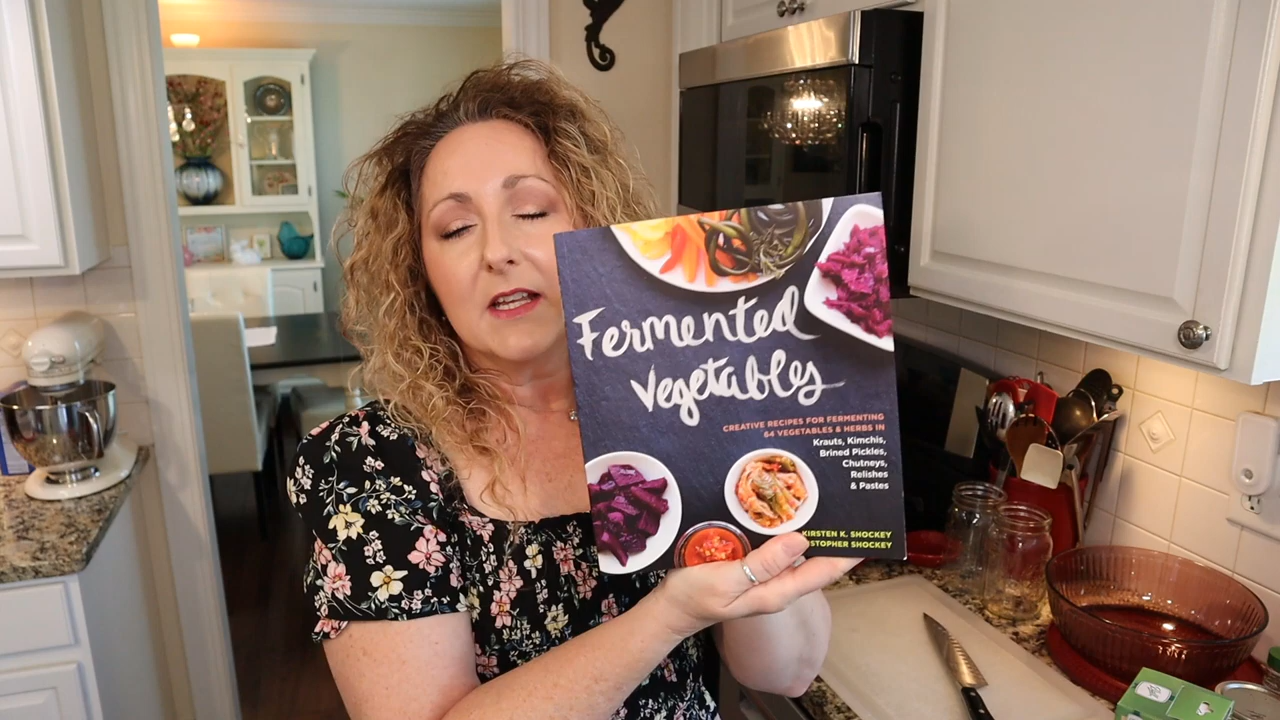 Fermented
Vegetables
CREATIVE RECIPES FOR FERMENTING
64 VEGETABLES & HERBS IN
Krauts, Kimchis,
Brined Pickles,
Chutneys,
Relishes
& Pastes
KIRSTEN K. SHOCKEY
SHOCKEY